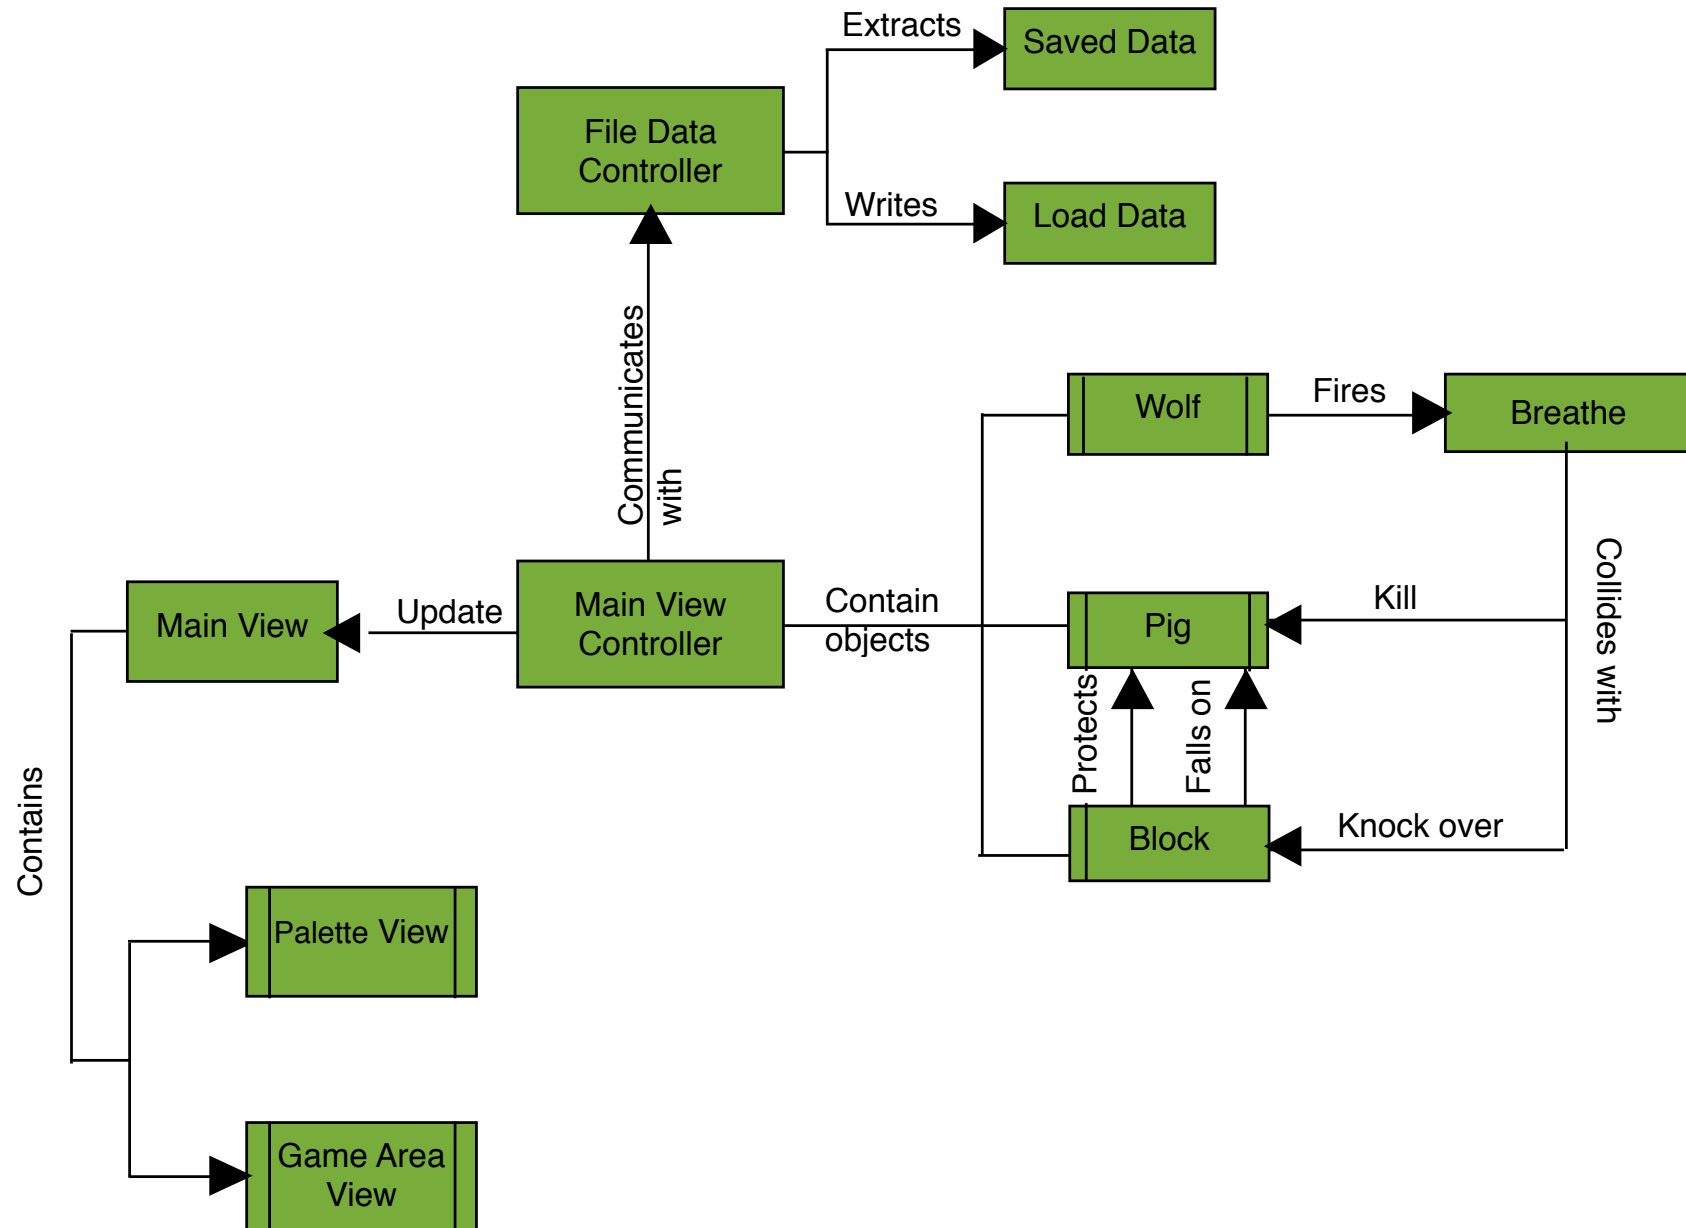 Extracts
Saved Data
File Data
Controller
Writes
Load Data
Communicates
with
Wolf
Fires
Breathe
Collides with
Main View
Update
Main View
Controller
Contain
objects
Pig
Kill
Protects
Falls on
Block
Knock over
Contains
Palette View
Game Area
View